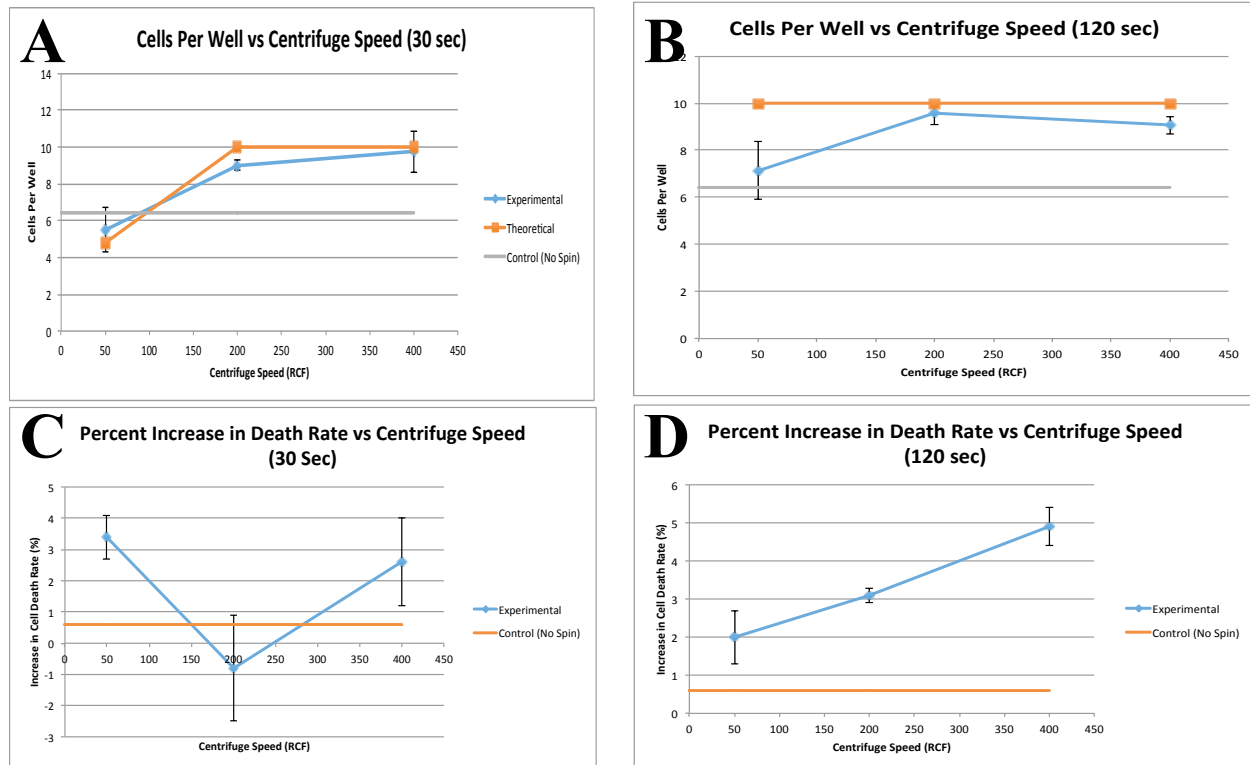 A
Cells Per Well vs Centrifuge Speed (30 sec)
14
12
10
8
6
4
2
0
Cells Per Well
0 50 100 150 200 250 300 350 400 450
Centrifuge Speed (RCF)
Experimental
Theoretical
Control (No Spin)
B
Cells Per Well vs Centrifuge Speed (120 sec)
12
10
8
6
4
2
0
Cells Per Well
0 50 100 150 200 250 300 350 400 450
Centrifuge Speed (RCF)
C
Percent Increase in Death Rate vs Centrifuge Speed
(30 Sec)
5
4
3
2
1
0
-1
-2
-3
Increase in Cell Death Rate (%)
0 50 100 150 200 250 300 350 400 450
Centrifuge Speed (RCF)
Experimental
Control (No Spin)
D
Percent Increase in Death Rate vs Centrifuge Speed
(120 sec)
6
5
4
3
2
1
0
Increase in Cell Death Rate (%)
0 50 100 150 200 250 300 350 400 450
Centrifuge Speed (RCF)
Experimental
Control (No Spin)